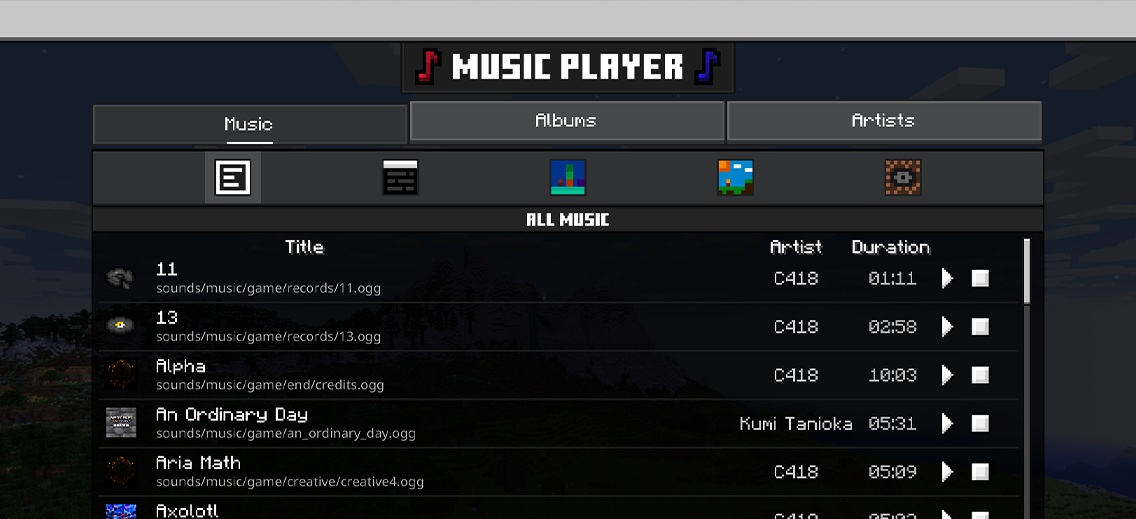 MUSIC PLAYER
Music Albums Artists
ALL MUSIC
Title Artist Duration
11
sounds/music/game/records/11.ogg
C418 01:11
13
sounds/music/game/records/13.ogg
C418 02:58
Alpha
sounds/music/game/end/credits.ogg
C418 10:03
An Ordinary Day
sounds/music/game/an_ordinary_day.ogg
Kumi Tanioka 05:31
Aria Math
sounds/music/game/creative/creative4.ogg
C418 05:09
Axolotl
C418